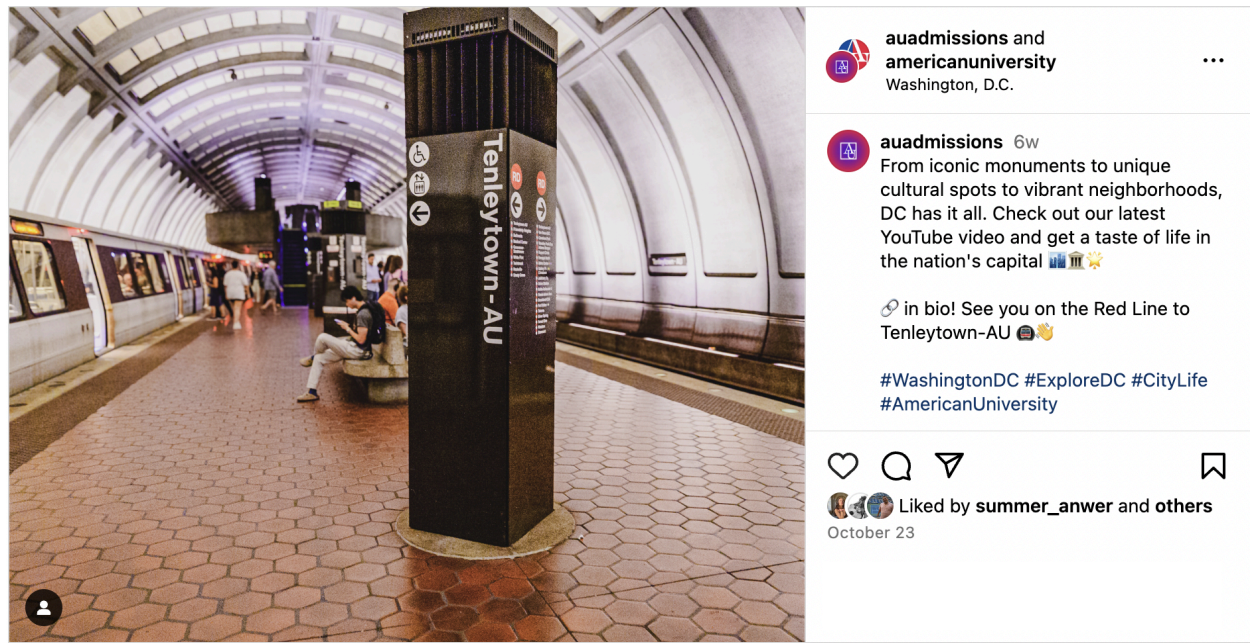 Tenleytown-AU
RD
RD
auadmissions and
americanuniversity
Washington, D.C.
auadmissions 6w
From iconic monuments to unique
cultural spots to vibrant neighborhoods,
DC has it all. Check out our latest
YouTube video and get a taste of life in
the nation's capital 🏙️🏛️🌟
🔗 in bio! See you on the Red Line to
Tenleytown-AU 🚇👋
#WashingtonDC #ExploreDC #CityLife
#AmericanUniversity
Liked by summer_anwer and others
October 23